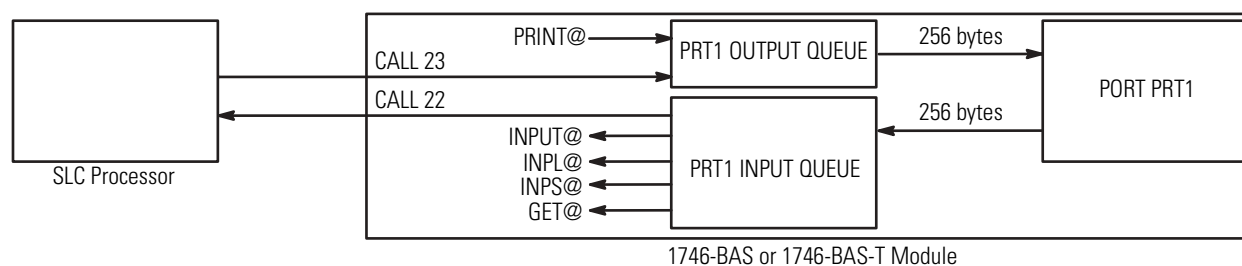 PRINT@
PRT1 OUTPUT QUEUE
256 bytes
CALL 23
PORT PRT1
CALL 22
256 bytes
INPUT@
INPL@
PRT1 INPUT QUEUE
INPS@
GET@
SLC Processor
1746-BAS or 1746-BAS-T Module